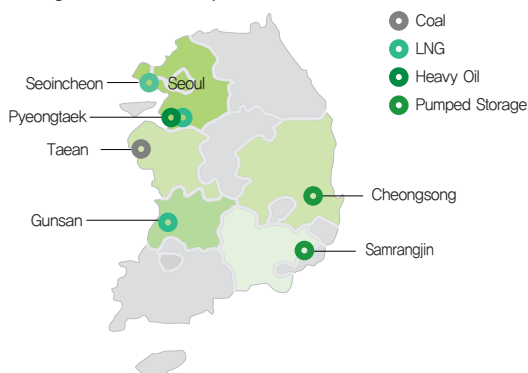 Coal
LNG
Heavy Oil
Pumped Storage
Seoincheon
Seoul
Pyeongtaek
Taean
Cheongsong
Gunsan
Samrangjin